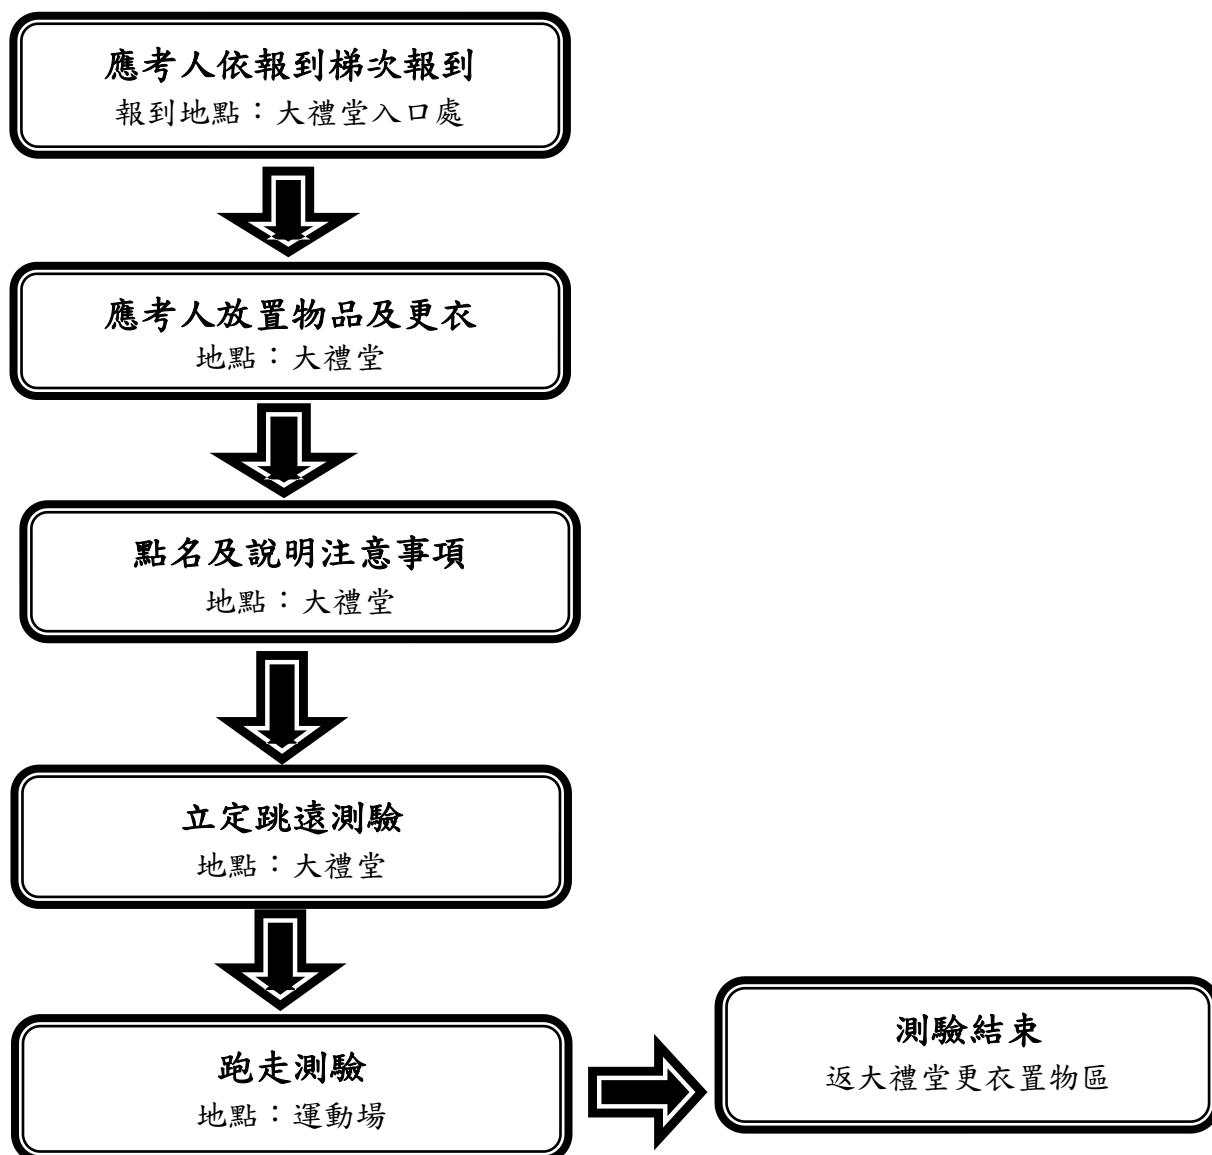 應考人依報到梯次報到
報到地點：大禮堂入口處
應考人放置物品及更衣
地點：大禮堂
點名及說明注意事項
地點：大禮堂
立定跳遠測驗
地點：大禮堂
跑走測驗
地點：運動場
測驗結束
返大禮堂更衣置物區